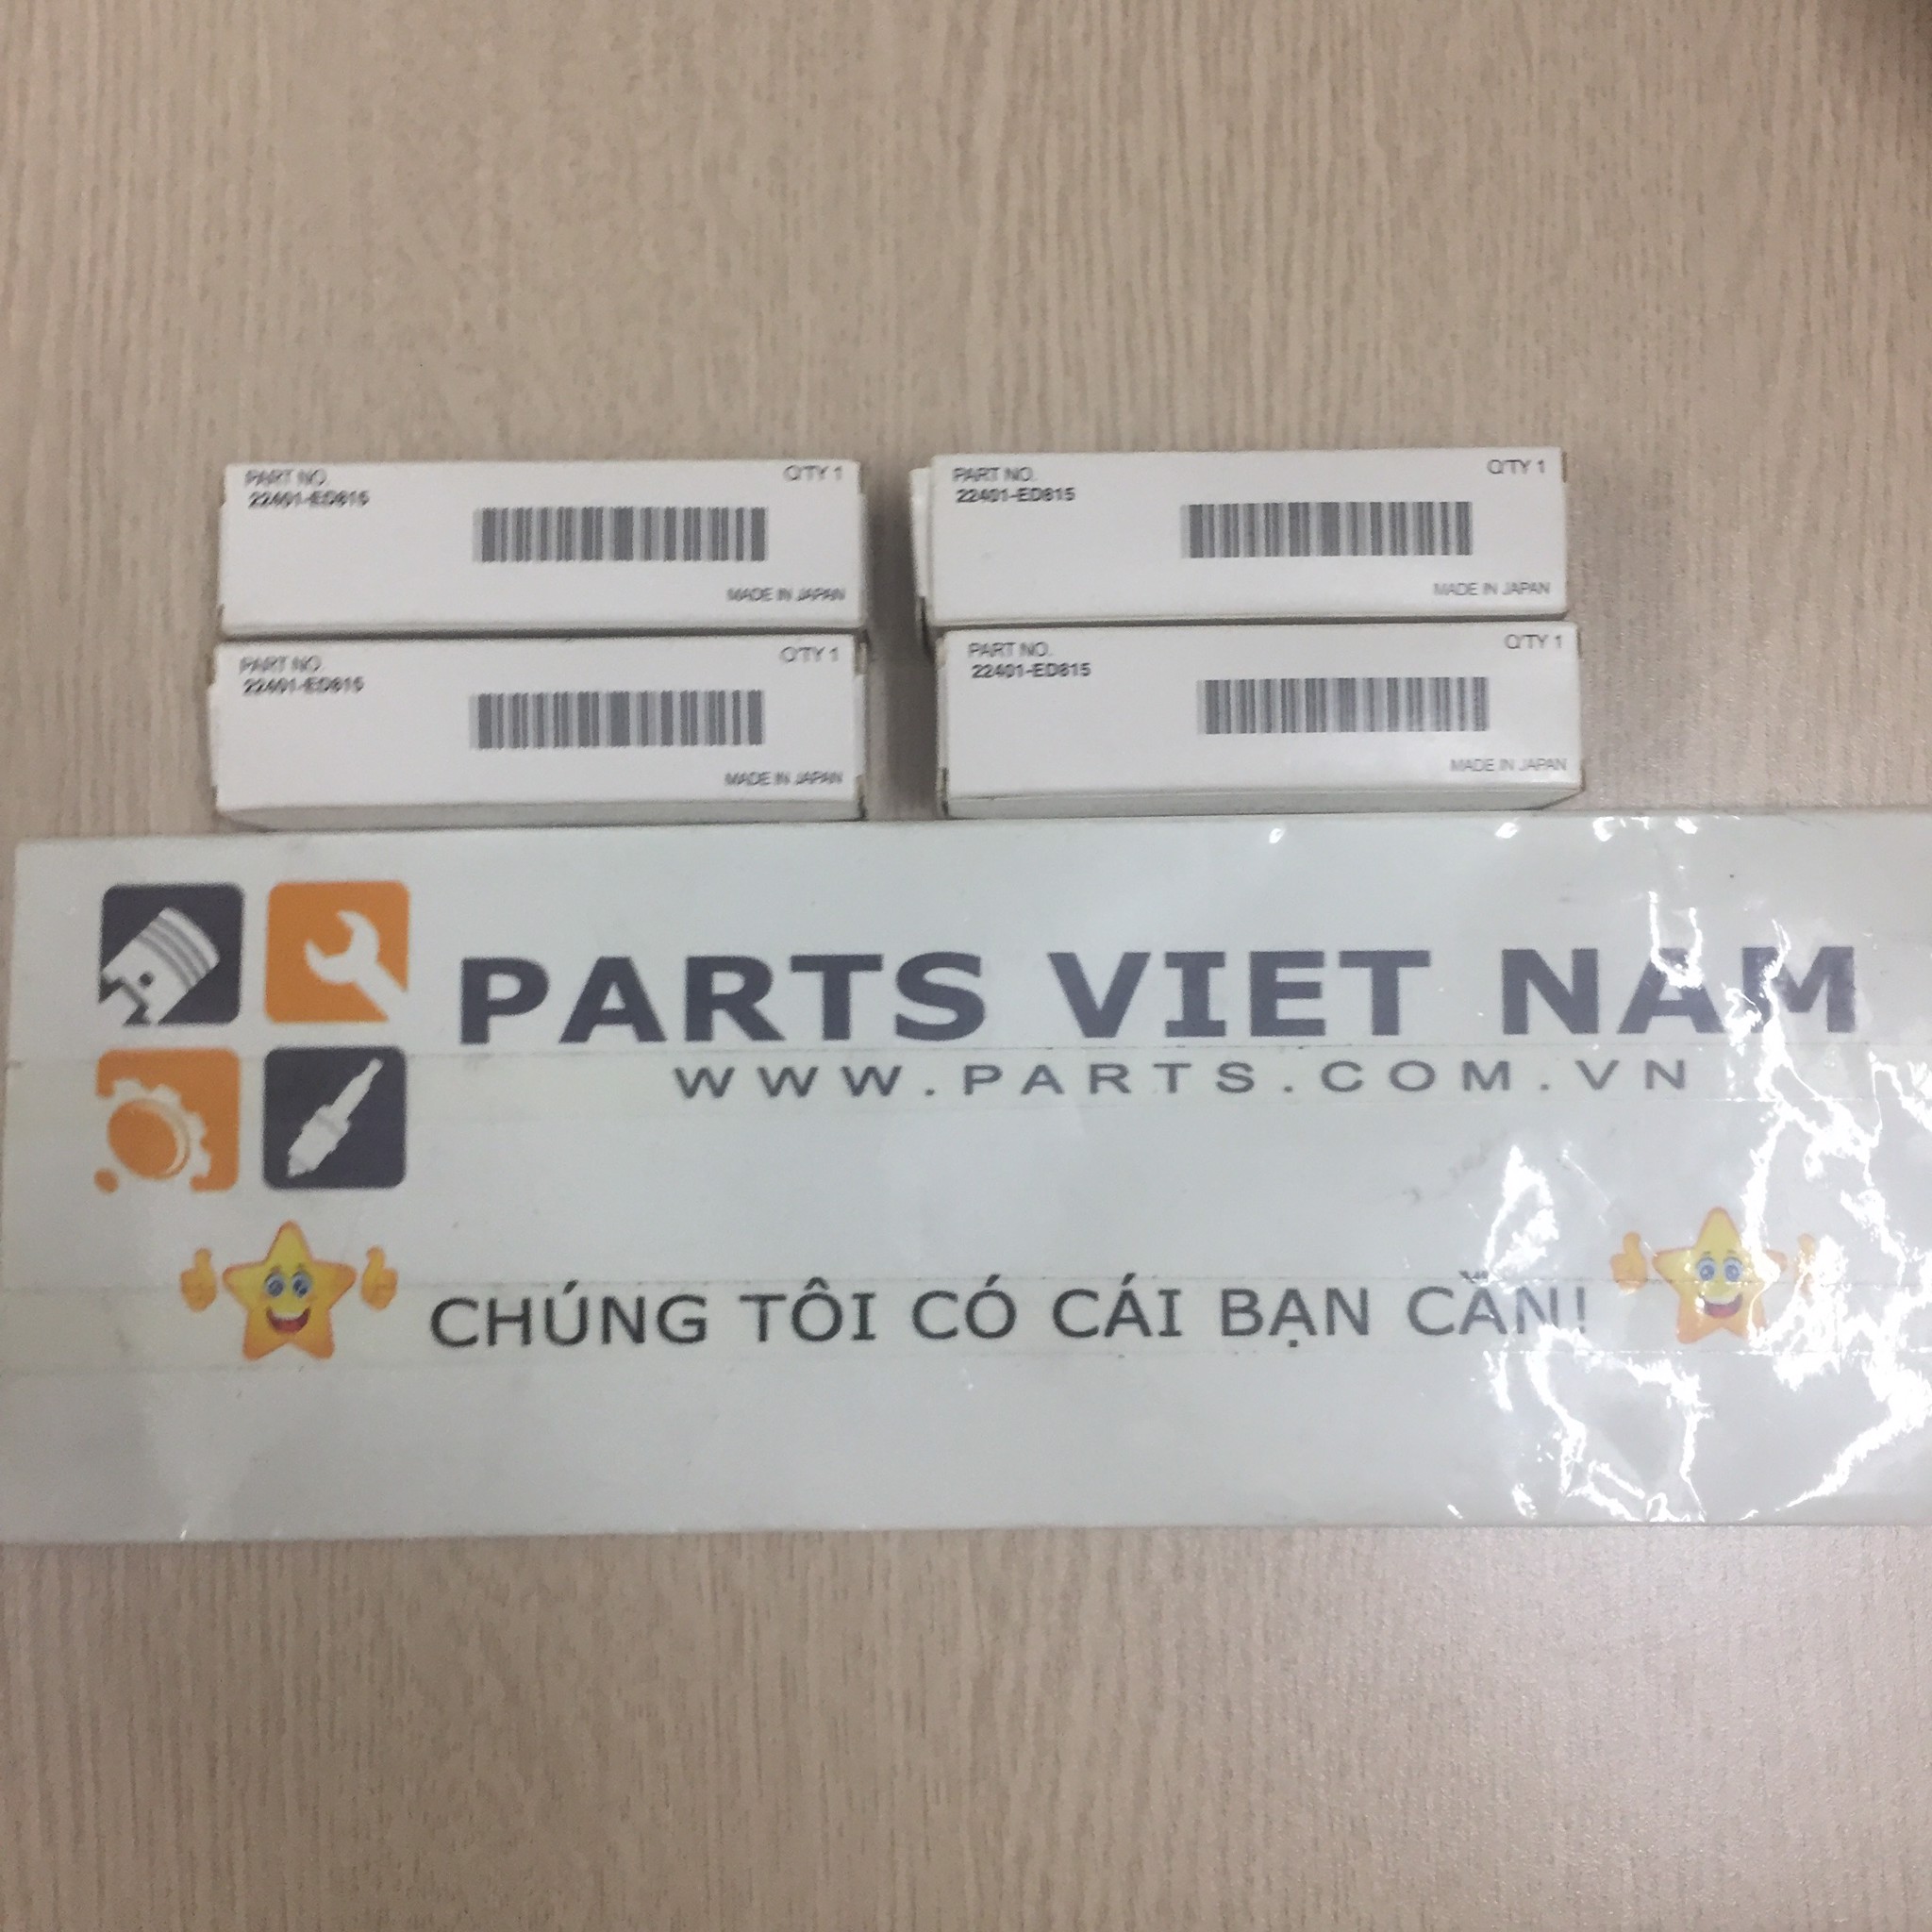 PART NO.
22401-ED815
Q'TY 1
MADE IN JAPAN
PART NO.
22401-ED815
Q'TY 1
MADE IN JAPAN
PART NO.
22401-ED815
Q'TY 1
MADE IN JAPAN
PART NO.
22401-ED815
Q'TY 1
MADE IN JAPAN
PARTS VIET NAM
WWW.PARTS.COM.VN
CHÚNG TÔI CÓ CÁI BẠN CẦN!